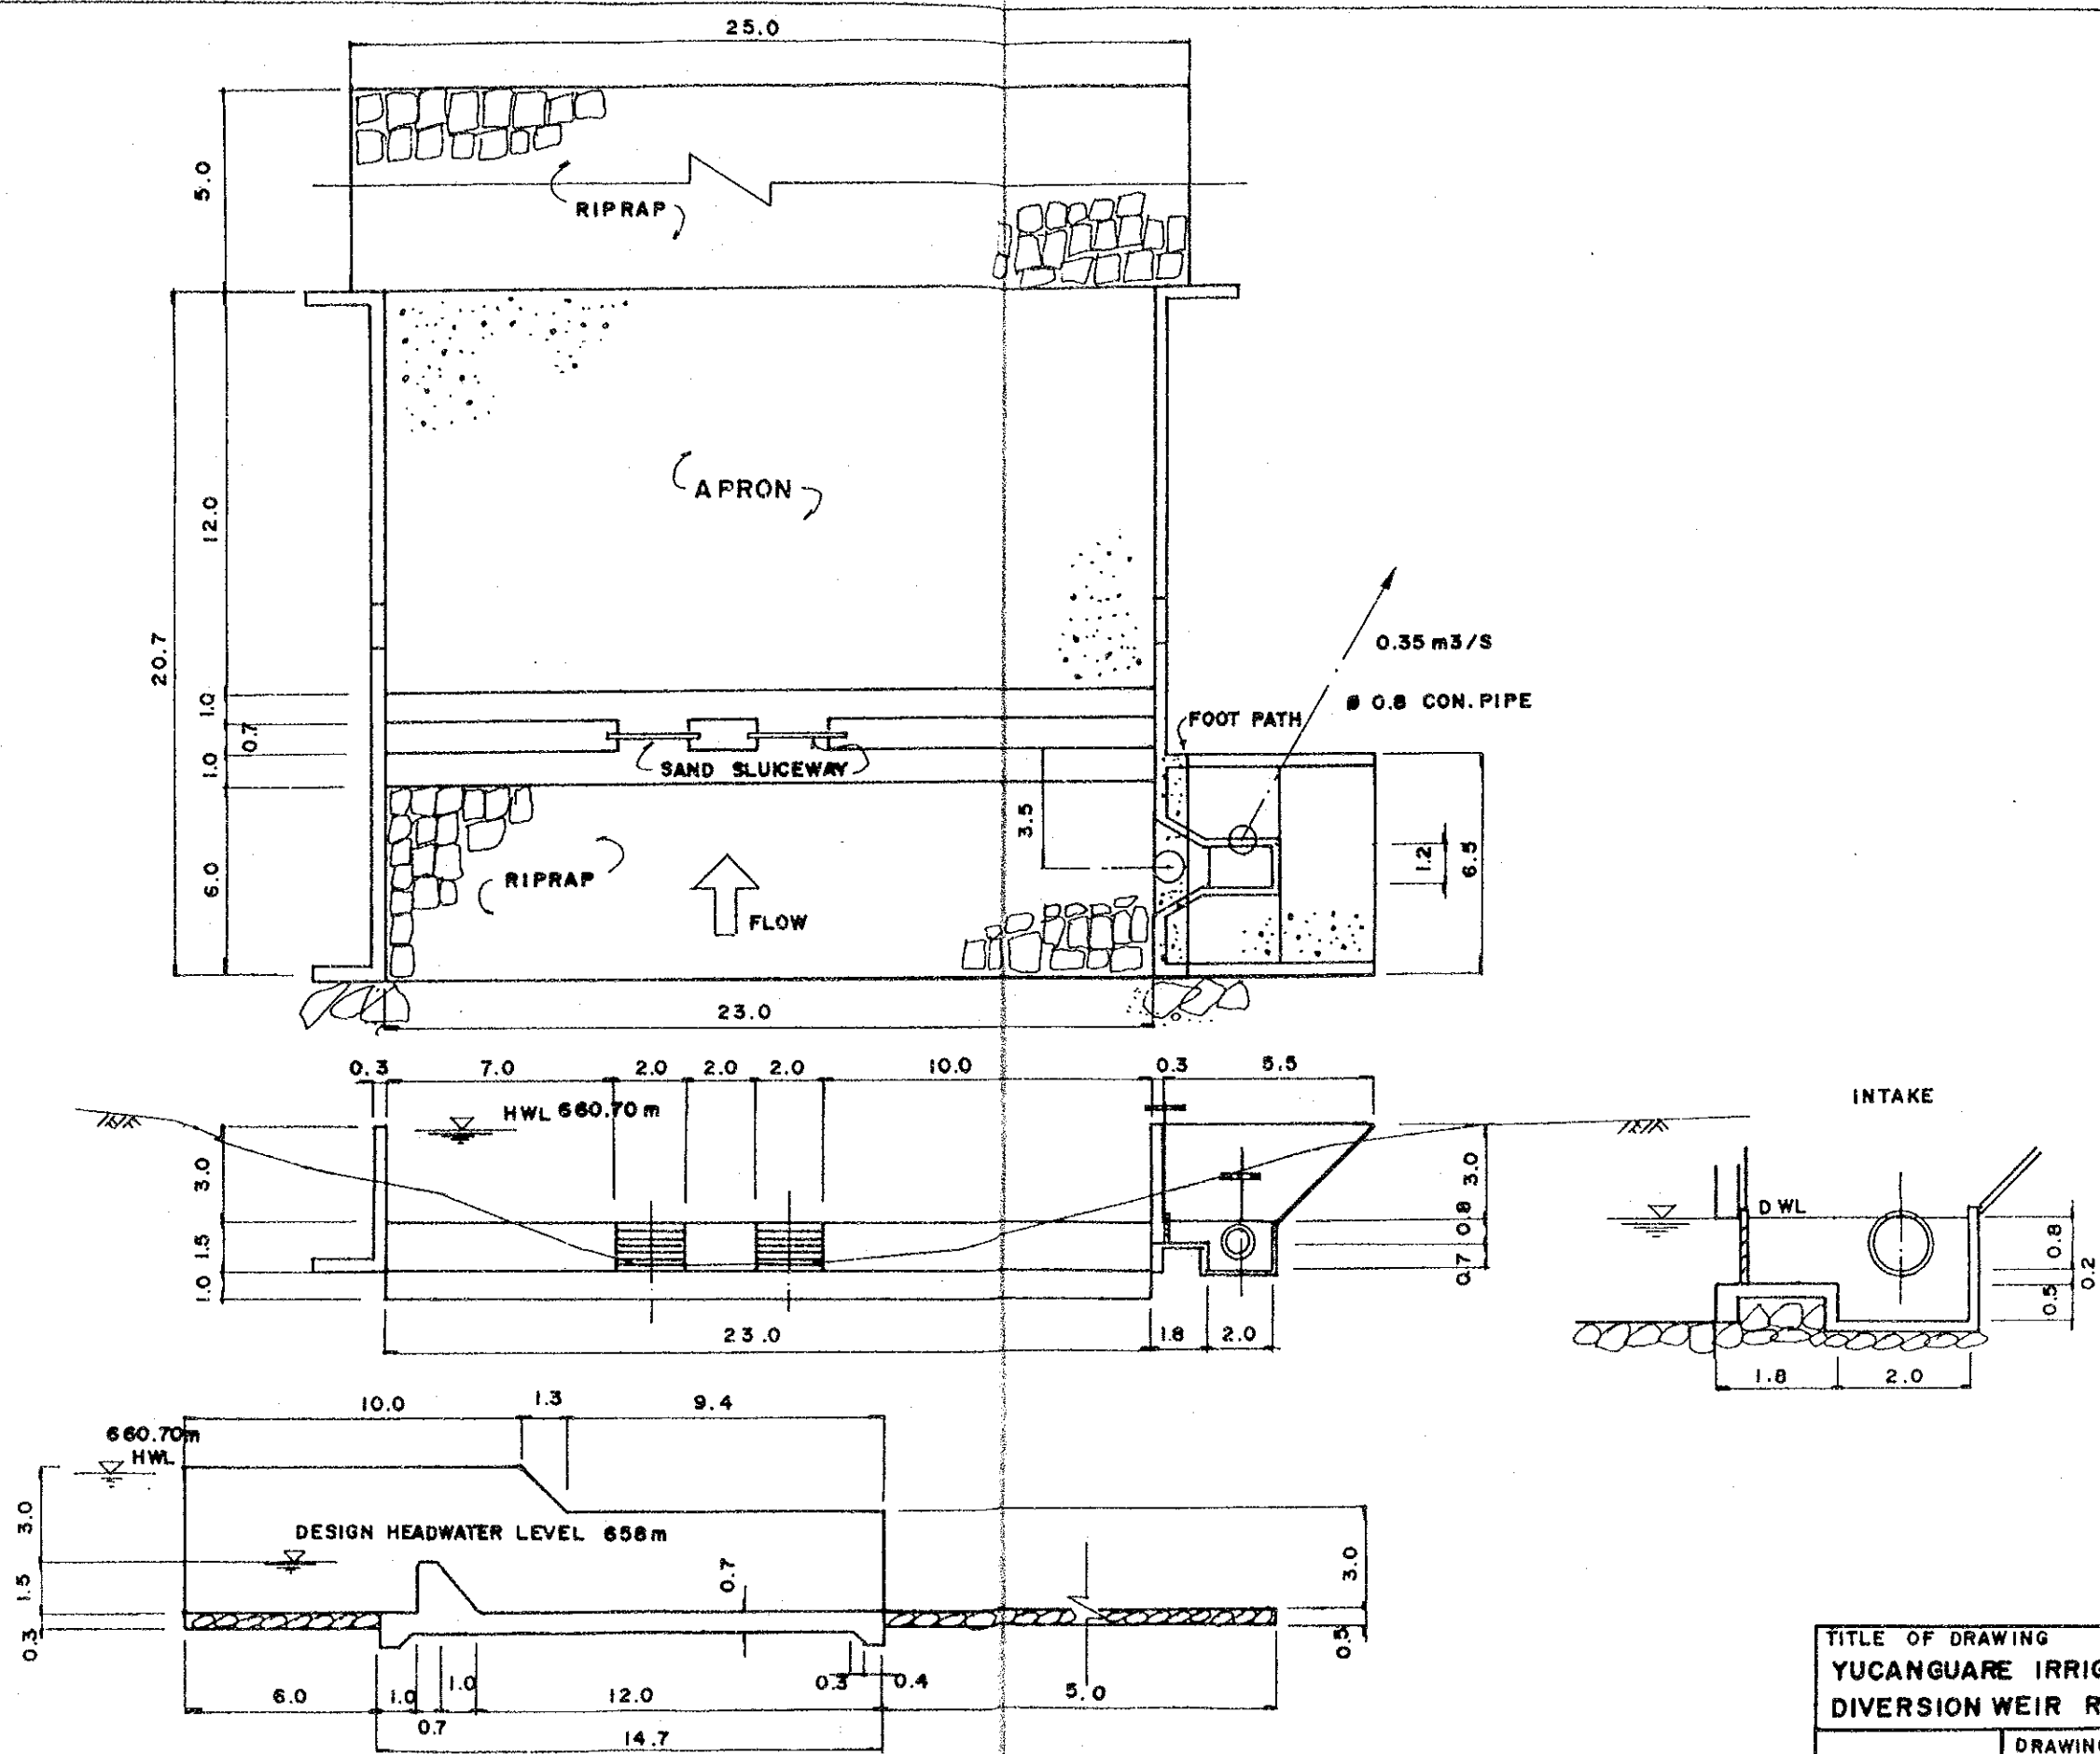 25.0
5.0
RIPRAP
12.0
APRON
20.7
0.35 m3/S
ø 0.8 CON. PIPE
1.0
0.7
1.0
FOOT PATH
SAND SLUICEWAY
3.5
1.2
6.5
6.0
RIPRAP
FLOW
23.0
0.3 7.0 2.0 2.0 2.0 10.0 0.3 5.5
HWL 660.70 m
INTAKE
3.0
1.5
1.0
3.0
0.8
0.7
DWL
0.8
0.2
0.5
23.0 1.8 2.0
1.8 2.0
10.0 1.3 9.4
660.70m
HWL
3.0
DESIGN HEADWATER LEVEL 658m
1.5
0.7
3.0
0.3
0.5
6.0 1.0 1.0 12.0 0.3 0.4 5.0
0.7
14.7
TITLE OF DRAWING
YUCANGUARE IRRIG
DIVERSION WEIR R
DRAWING